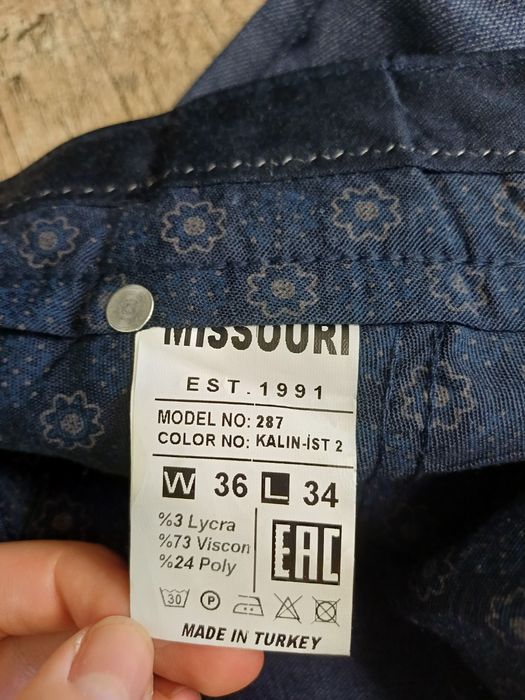 MISSOURI
EST.1991
MODEL NO: 287
COLOR NO: KALIN-İST 2
W 36 L 34
%3 Lycra
%73 Viscon
%24 Poly
EAC
30 P
MADE IN TURKEY